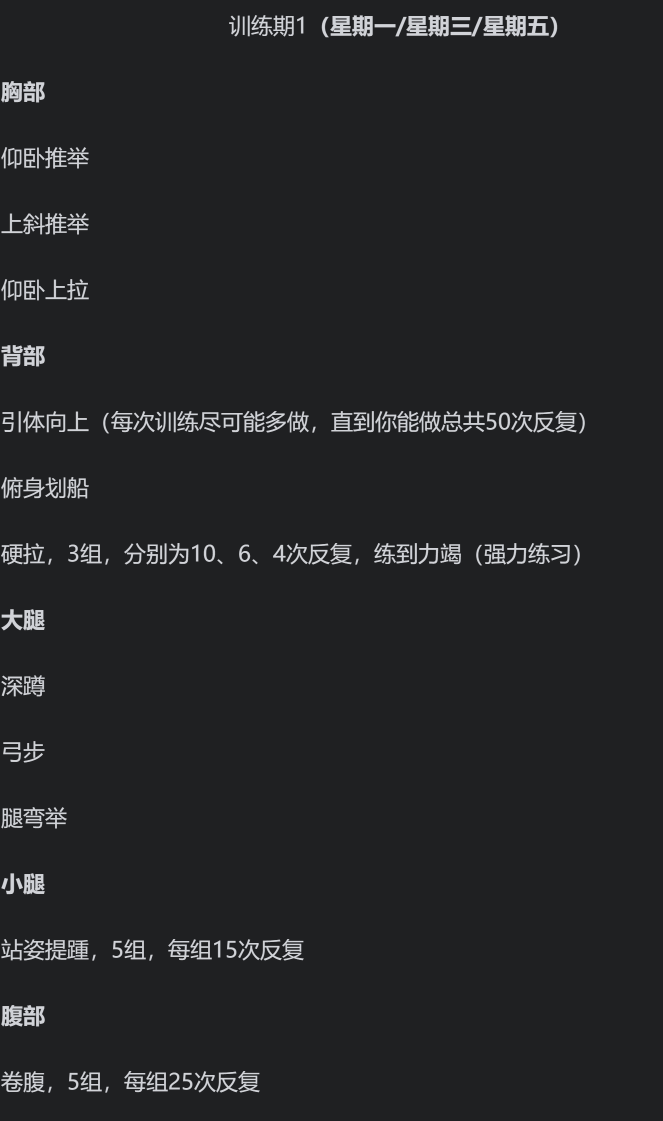 训练期1（星期一/星期三/星期五）
胸部
仰卧推举
上斜推举
仰卧上拉
背部
引体向上（每次训练尽可能多做，直到你能做总共50次反复）
俯身划船
硬拉，3组，分别为10、6、4次反复，练到力竭（强力练习）
大腿
深蹲
弓步
腿弯举
小腿
站姿提踵，5组，每组15次反复
腹部
卷腹，5组，每组25次反复